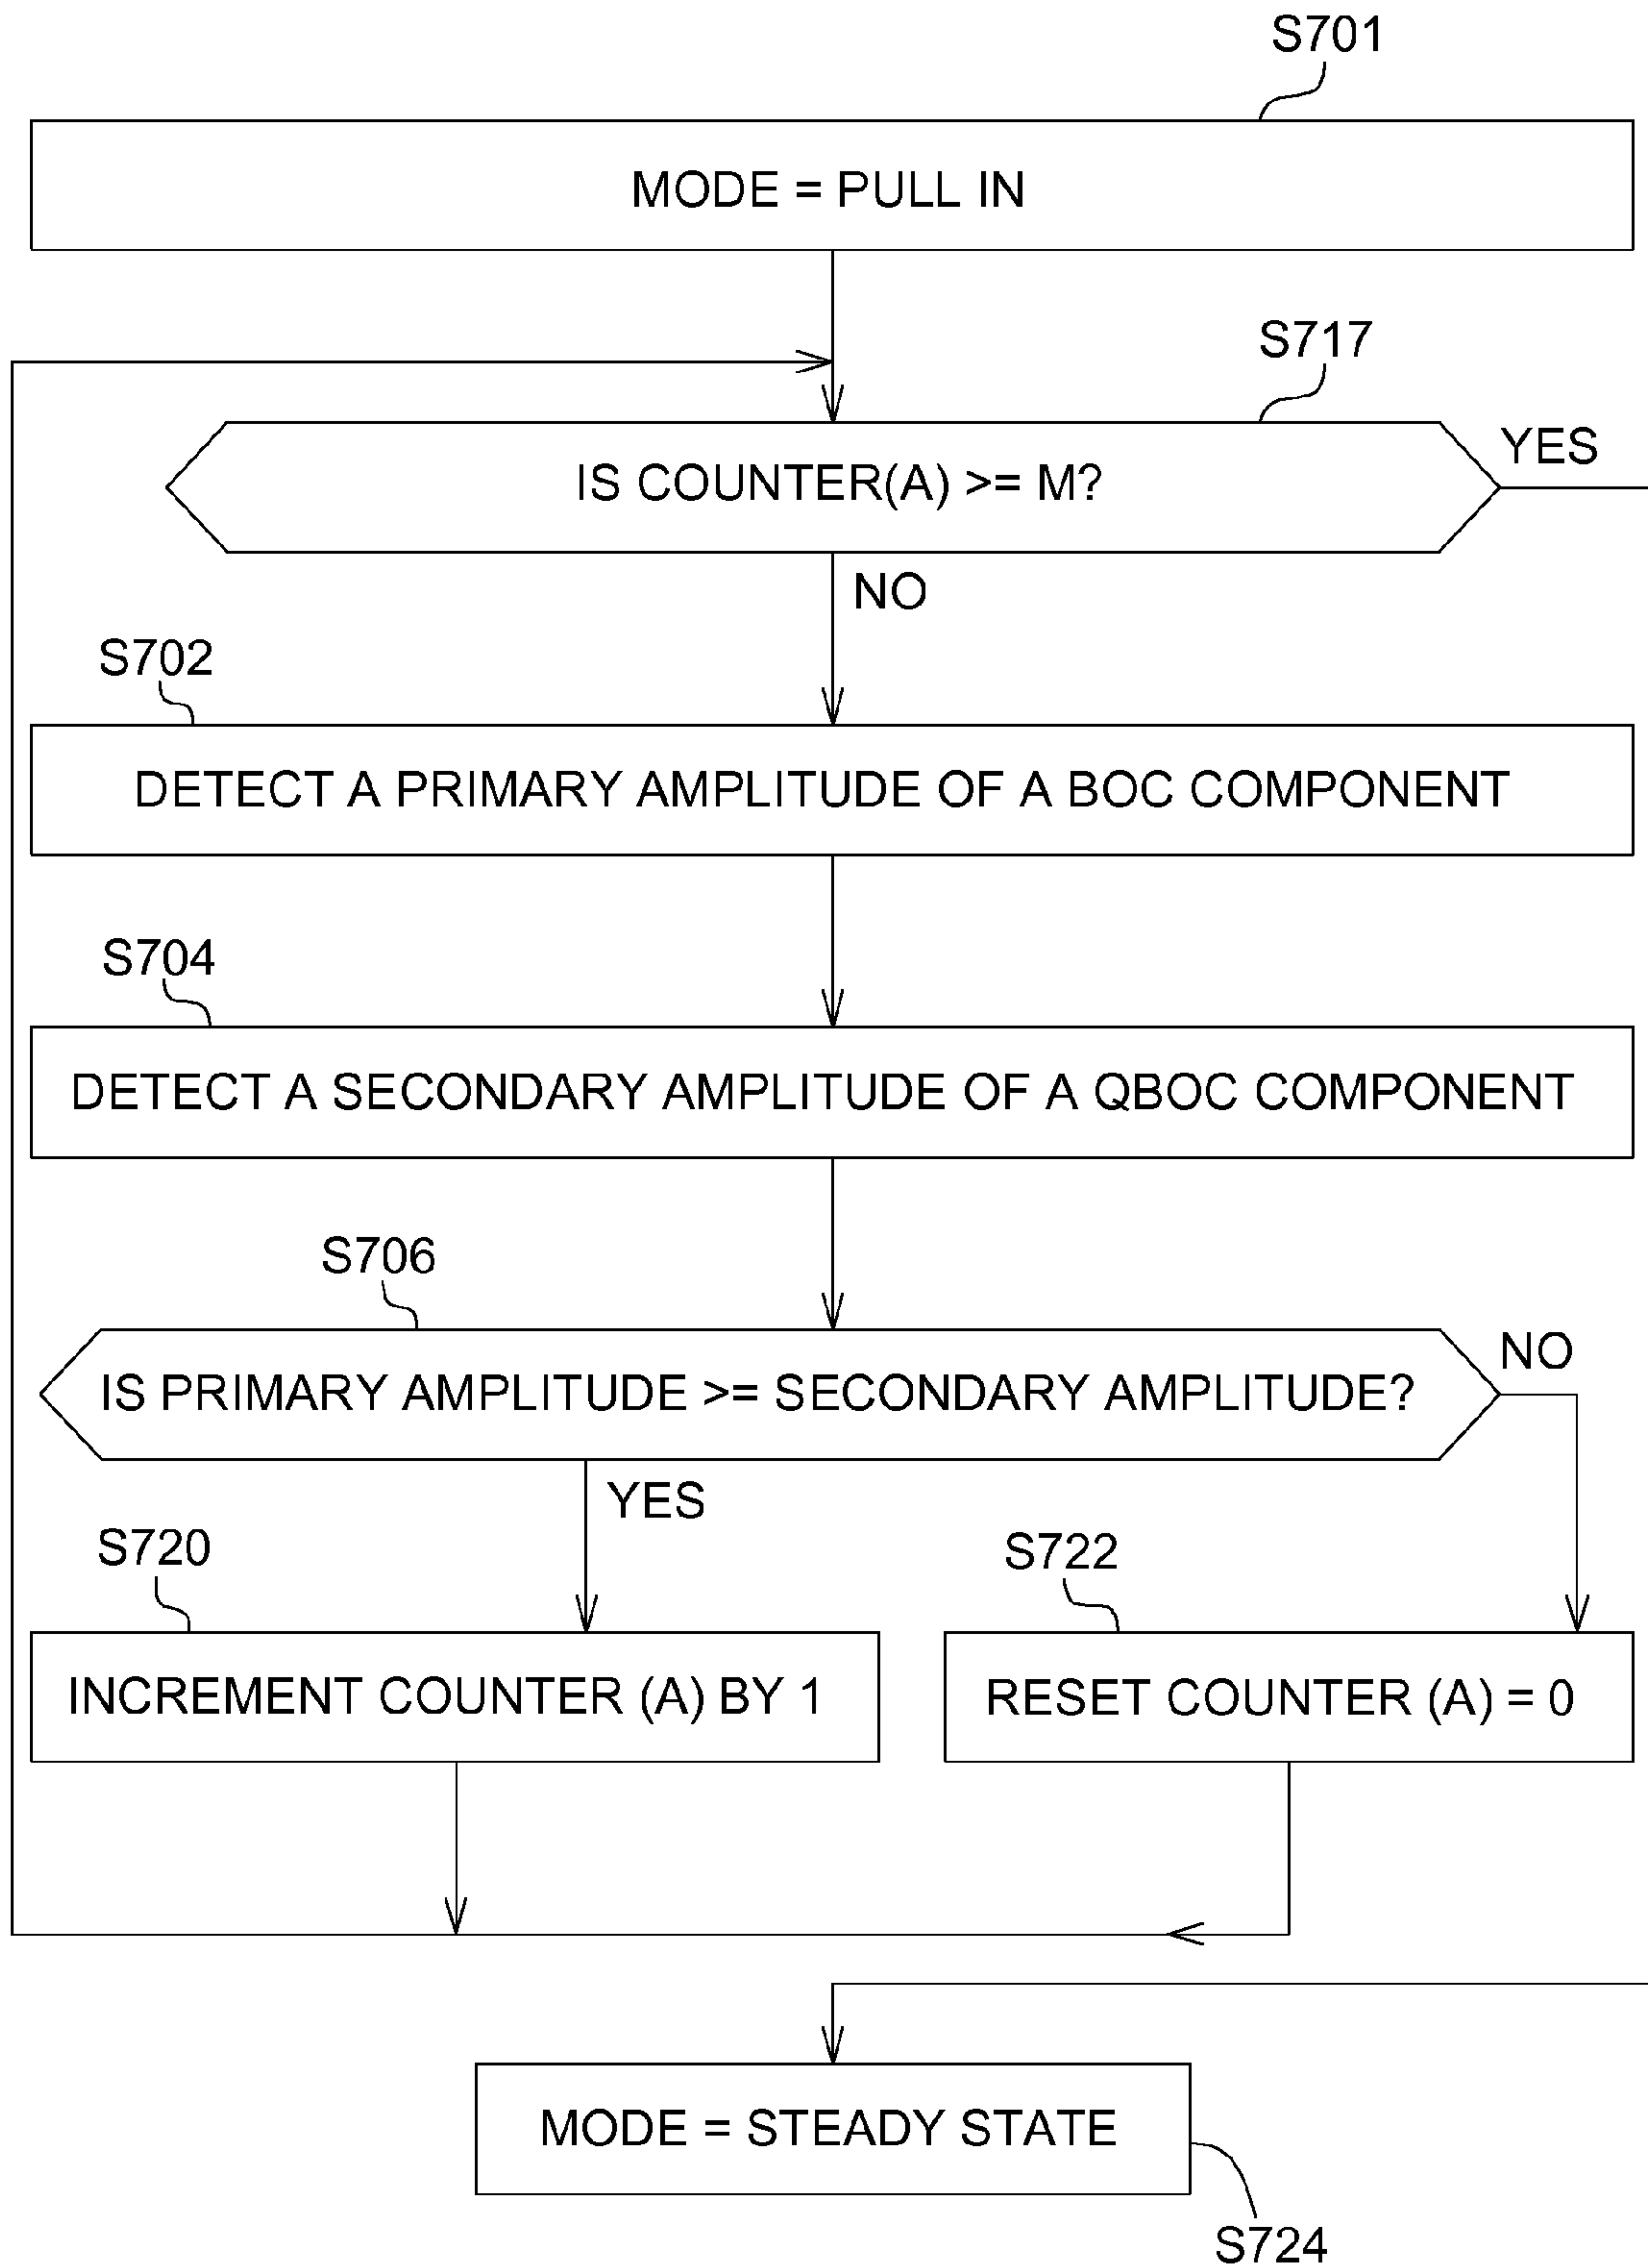 S701
MODE = PULL IN
S717
IS COUNTER(A) >= M?
YES
NO
S702
DETECT A PRIMARY AMPLITUDE OF A BOC COMPONENT
S704
DETECT A SECONDARY AMPLITUDE OF A QBOC COMPONENT
S706
IS PRIMARY AMPLITUDE >= SECONDARY AMPLITUDE?
NO
YES
S720
S722
INCREMENT COUNTER (A) BY 1
RESET COUNTER (A) = 0
MODE = STEADY STATE
S724